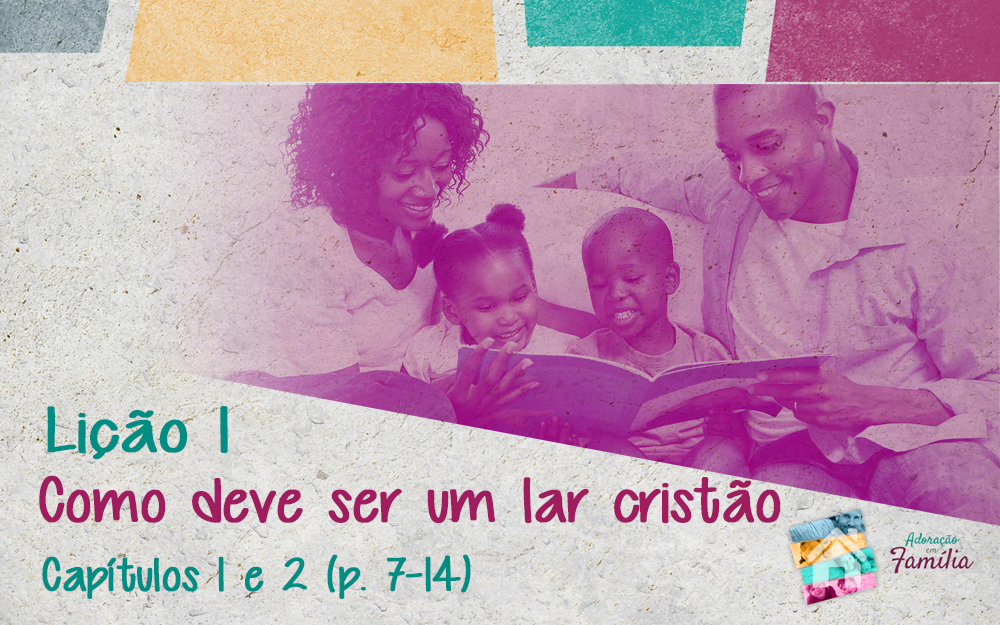 Lição 1
Como deve ser um lar cristão
Capítulos 1 e 2 (p. 7-14)
Adoração
em
Família